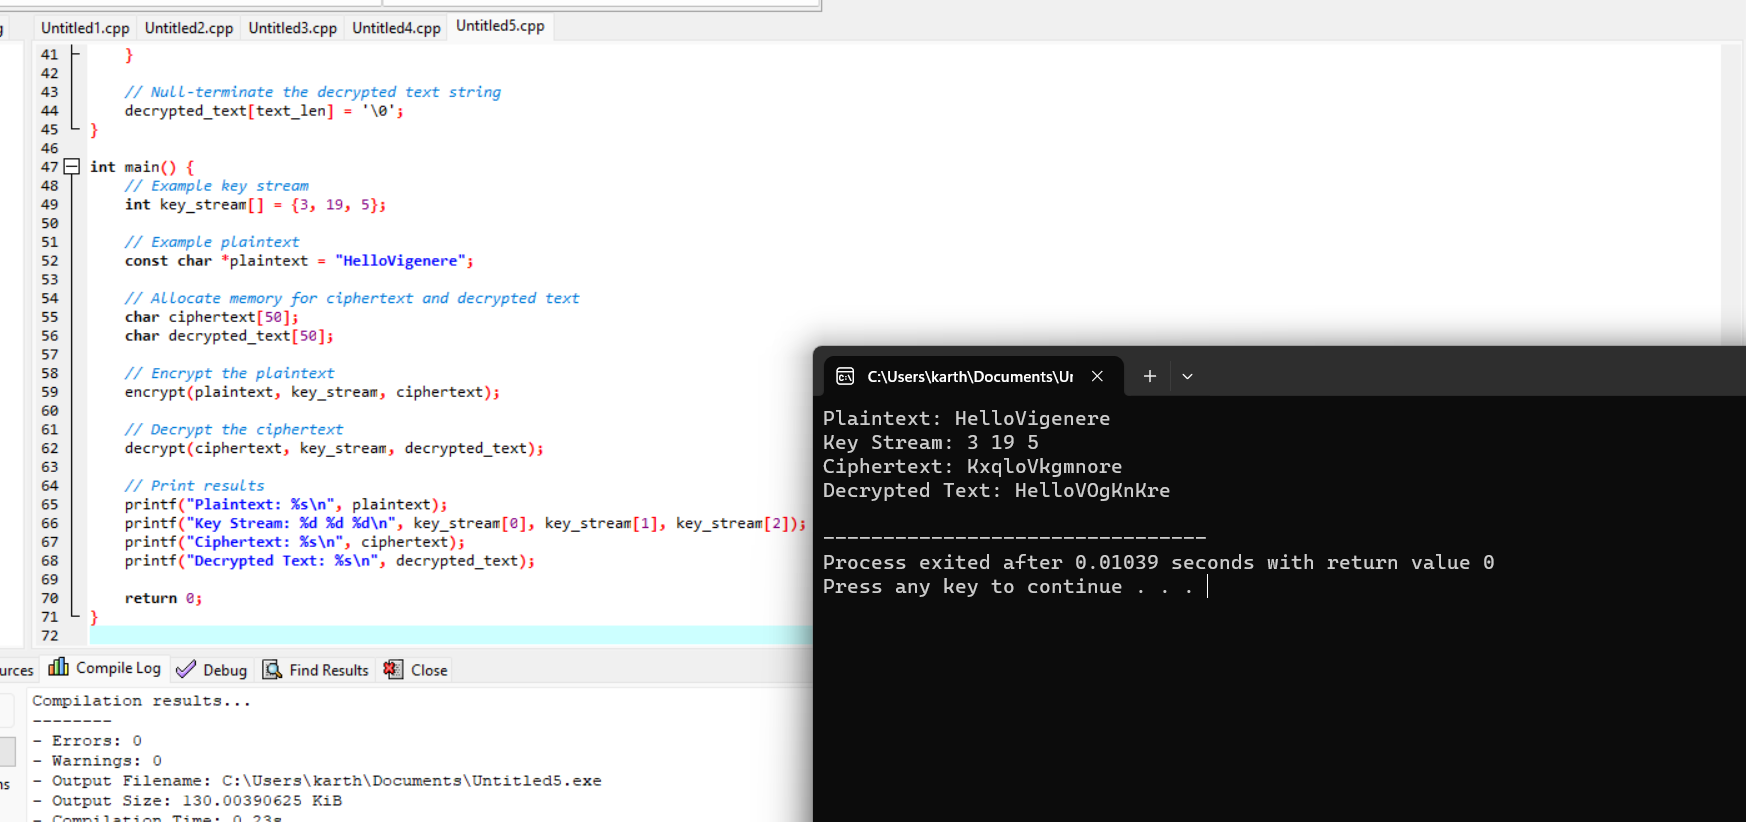 Untitled1.cpp Untitled2.cpp Untitled3.cpp Untitled4.cpp Untitled5.cpp
41 }
42
43 // Null-terminate the decrypted text string
44 decrypted_text[text_len] = '\0';
45 }
46
47 int main() {
48 // Example key stream
49 int key_stream[] = {3, 19, 5};
50
51 // Example plaintext
52 const char *plaintext = "HelloVigenere";
53
54 // Allocate memory for ciphertext and decrypted text
55 char ciphertext[50];
56 char decrypted_text[50];
57
58 // Encrypt the plaintext
59 encrypt(plaintext, key_stream, ciphertext);
60
61 // Decrypt the ciphertext
62 decrypt(ciphertext, key_stream, decrypted_text);
63
64 // Print results
65 printf("Plaintext: %s\n", plaintext);
66 printf("Key Stream: %d %d %d\n", key_stream[0], key_stream[1], key_stream[2]);
67 printf("Ciphertext: %s\n", ciphertext);
68 printf("Decrypted Text: %s\n", decrypted_text);
69
70 return 0;
71 }
72
urces Compile Log Debug Find Results Close
Compilation results...
--------
- Errors: 0
- Warnings: 0
- Output Filename: C:\Users\karth\Documents\Untitled5.exe
- Output Size: 130.00390625 KiB
- Compilation Time: 0.23s
C:\Users\karth\Documents\Ur
Plaintext: HelloVigenere
Key Stream: 3 19 5
Ciphertext: KxqloVkgmnore
Decrypted Text: HelloVOgKnKre
--------------------------------
Process exited after 0.01039 seconds with return value 0
Press any key to continue . . .